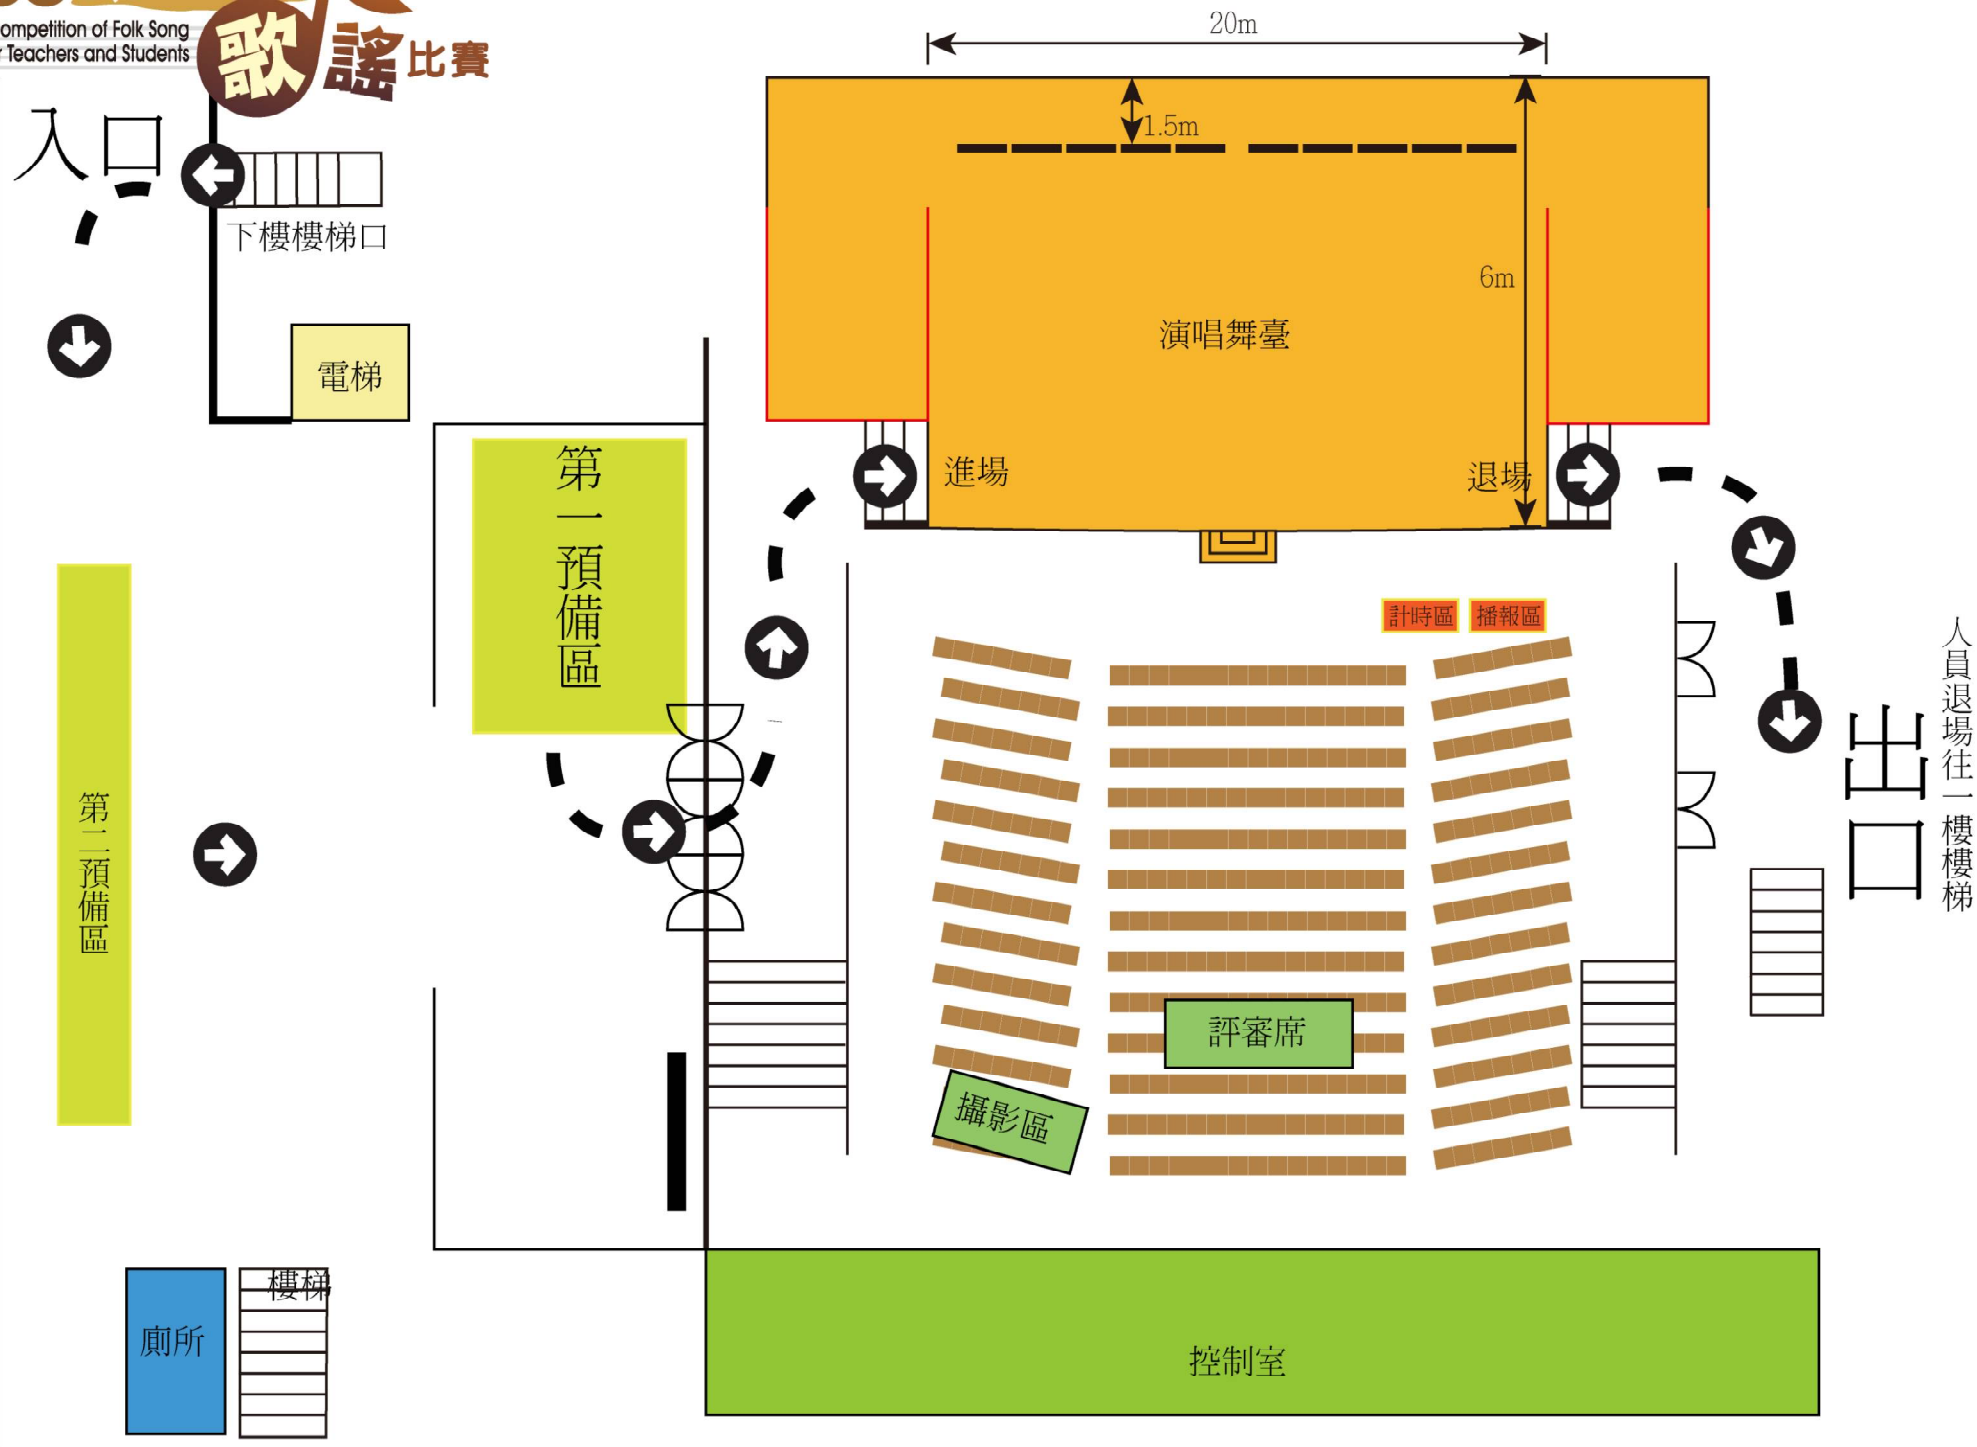 ompetition of Folk Song
Teachers and Students
歌謠比賽
20m
入口
1.5m
下樓樓梯口
6m
演唱舞臺
電梯
第一預備區
進場
退場
計時區
播報區
人員退場往一樓樓梯
出口
第二預備區
評審席
攝影區
樓梯
廁所
控制室